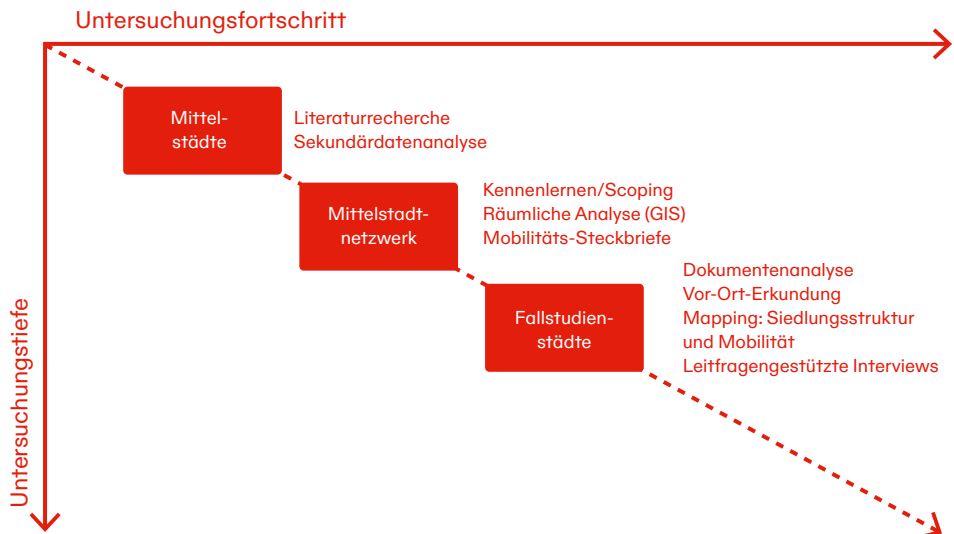 Untersuchungsfortschritt
Mittel-
städte
Literaturrecherche
Sekundärdatenanalyse
Mittelstadt-
netzwerk
Kennenlernen/Scoping
Räumliche Analyse (GIS)
Mobilitäts-Steckbriefe
Fallstudien-
städte
Dokumentenanalyse
Vor-Ort-Erkundung
Mapping: Siedlungsstruktur
und Mobilität
Leitfragengestützte Interviews
Untersuchungstiefe